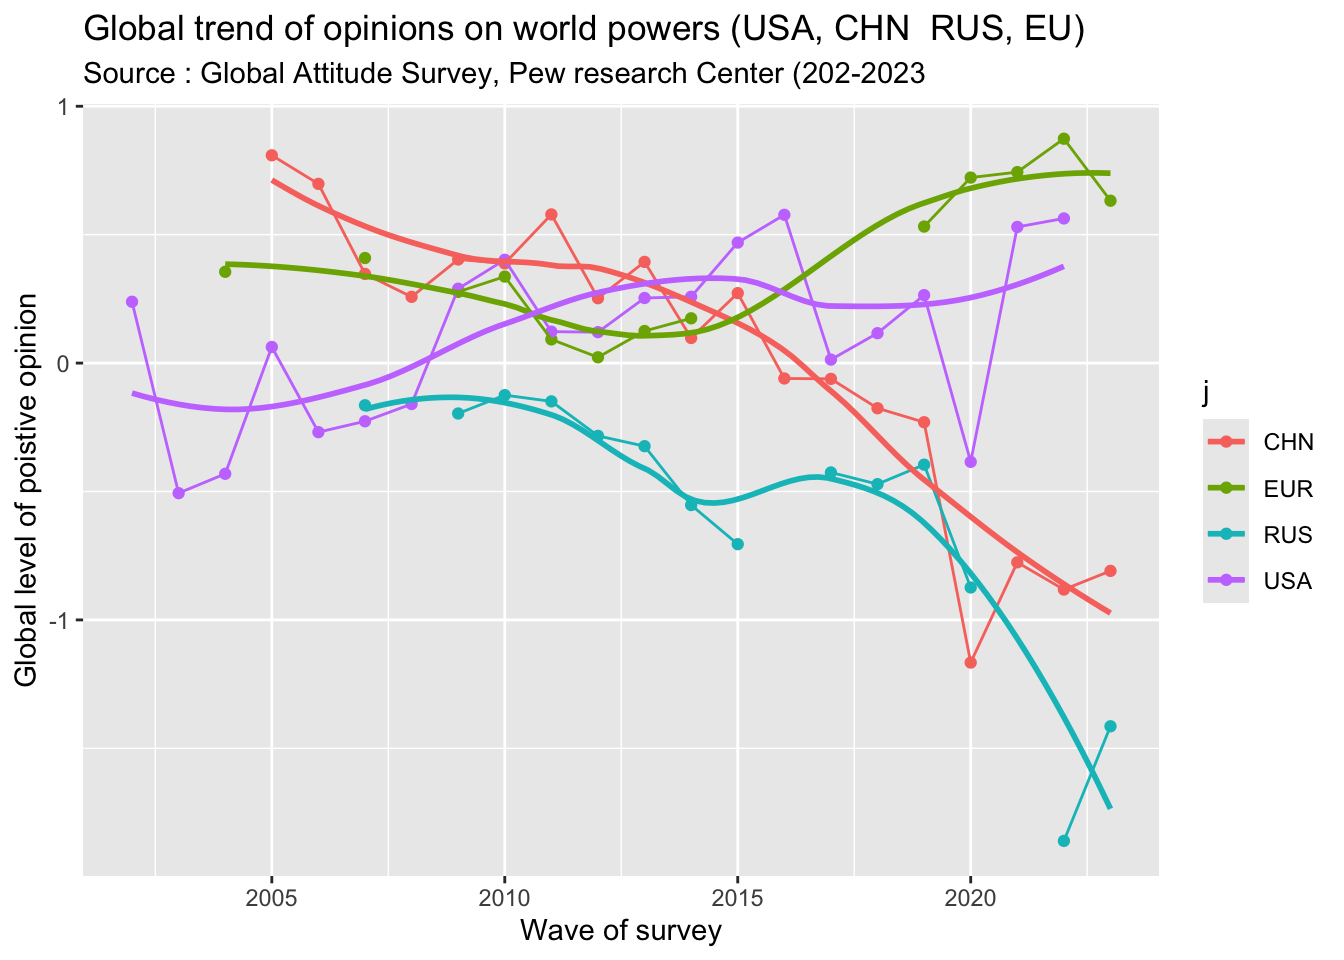 Global trend of opinions on world powers (USA, CHN  RUS, EU)
Source : Global Attitude Survey, Pew research Center (202-2023
Global level of poistive opinion
1
0
-1
2005
2010
2015
2020
Wave of survey
j
CHN
EUR
RUS
USA